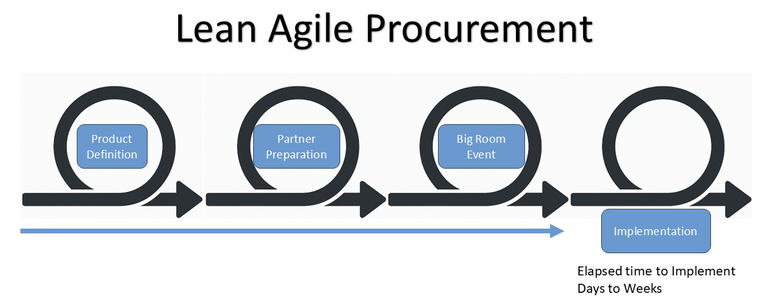 Lean Agile Procurement
Product
Definition
Partner
Preparation
Big Room
Event
Implementation
Elapsed time to Implement
Days to Weeks